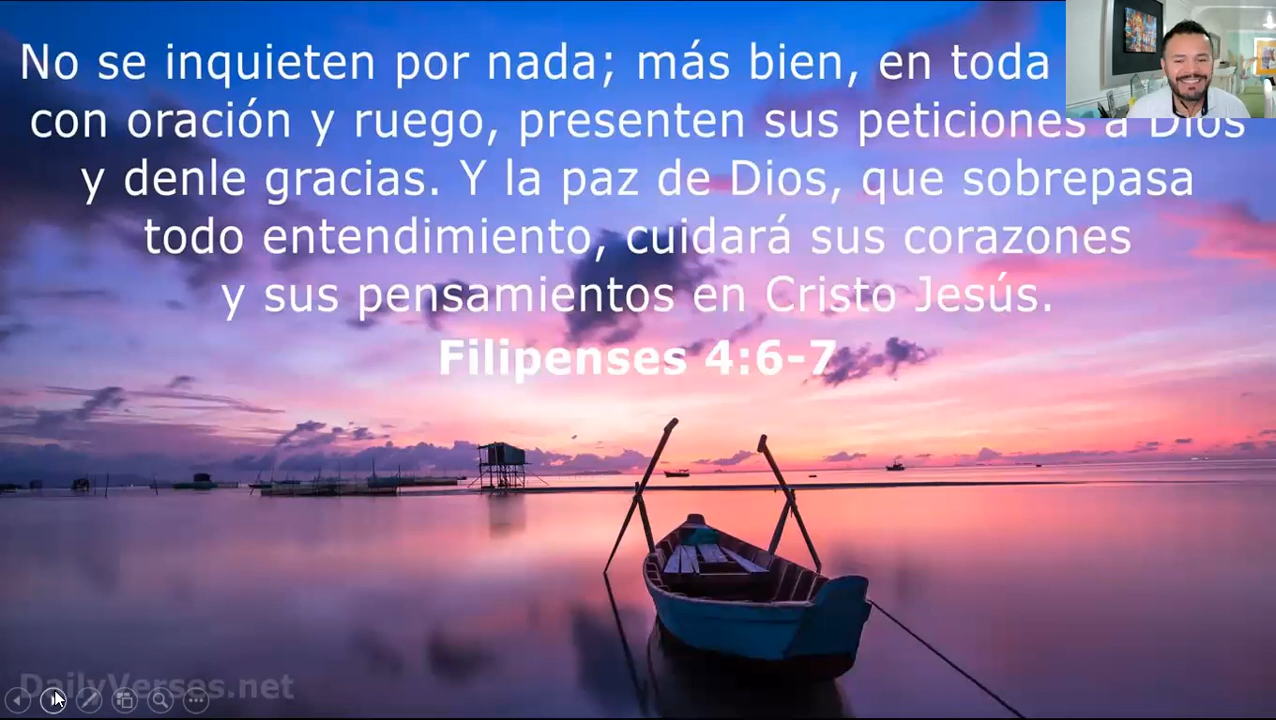 No se inquieten por nada; más bien, en toda
con oración y ruego, presenten sus peticiones a Dios
y denle gracias. Y la paz de Dios, que sobrepasa
todo entendimiento, cuidará sus corazones
y sus pensamientos en Cristo Jesús.
Filipenses 4:6-7
DailyVerses.net